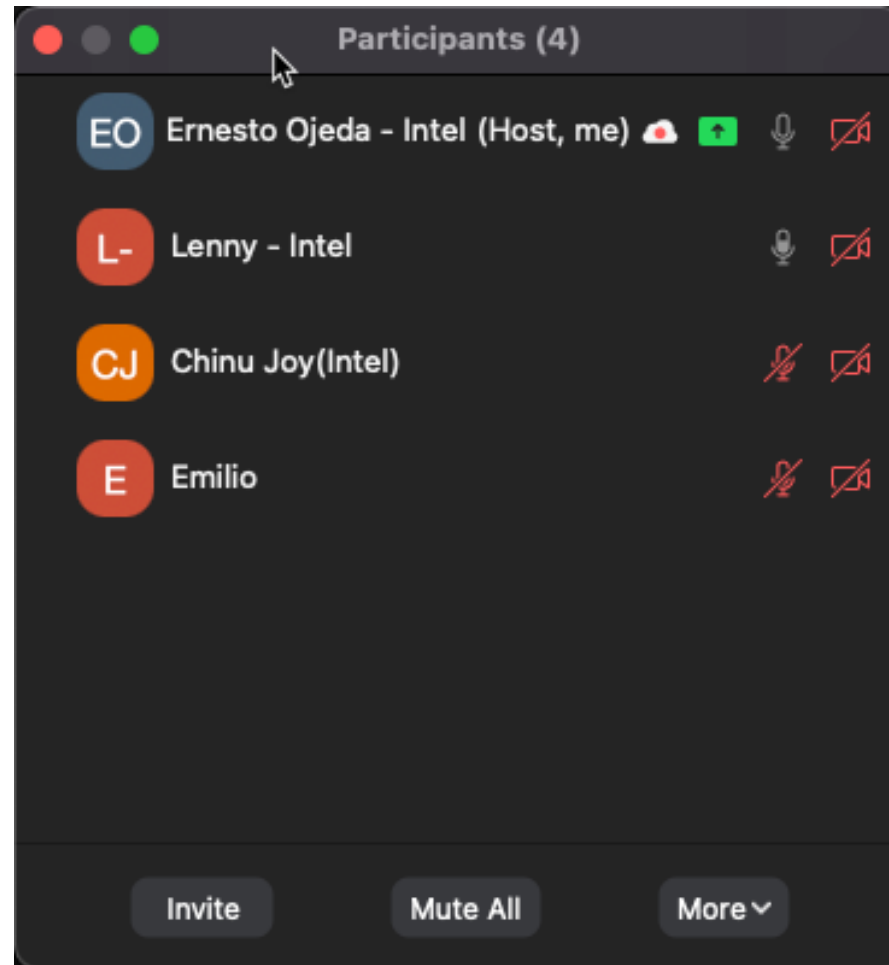 Participants (4)
EO Ernesto Ojeda - Intel (Host, me)
L- Lenny - Intel
CJ Chinu Joy(Intel)
E Emilio
Invite Mute All More